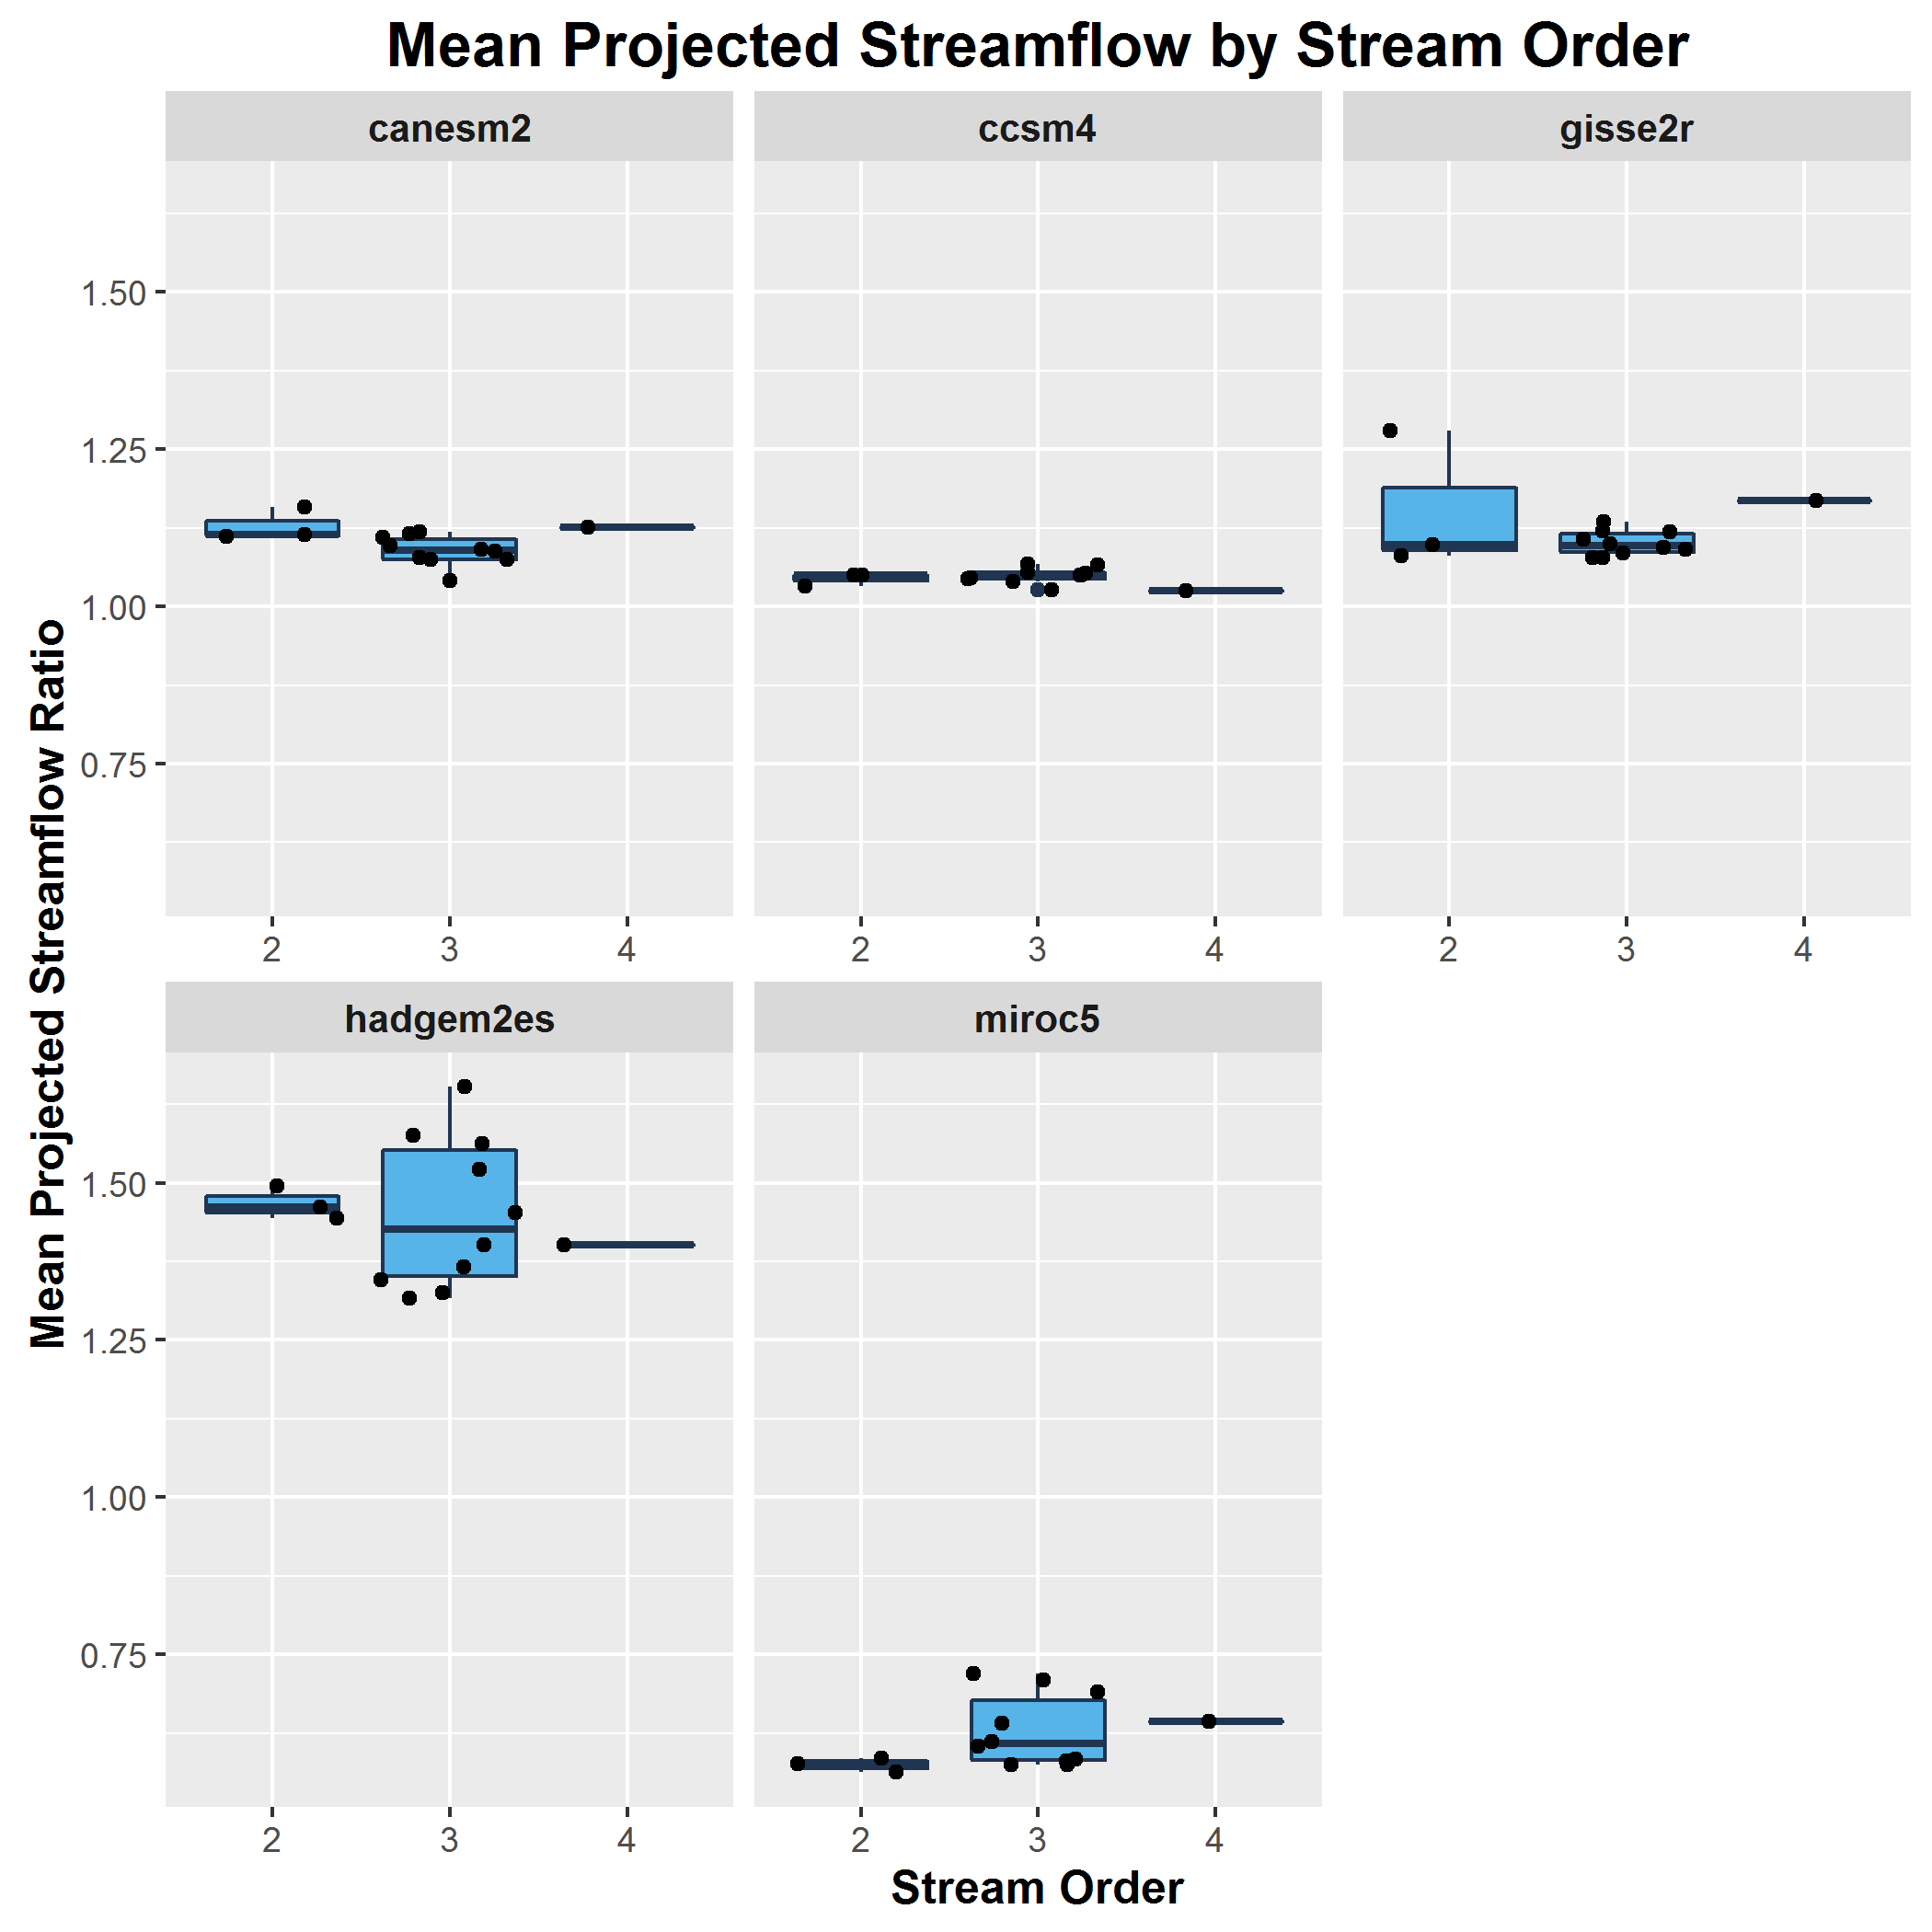 Mean Projected Streamflow by Stream Order
canesm2 ccsm4 gisse2r
1.50
1.25
1.00
0.75
2 3 4 2 3 4 2 3 4
Mean Projected Streamflow Ratio
hadgem2es miroc5
1.50
1.25
1.00
0.75
2 3 4 2 3 4
Stream Order